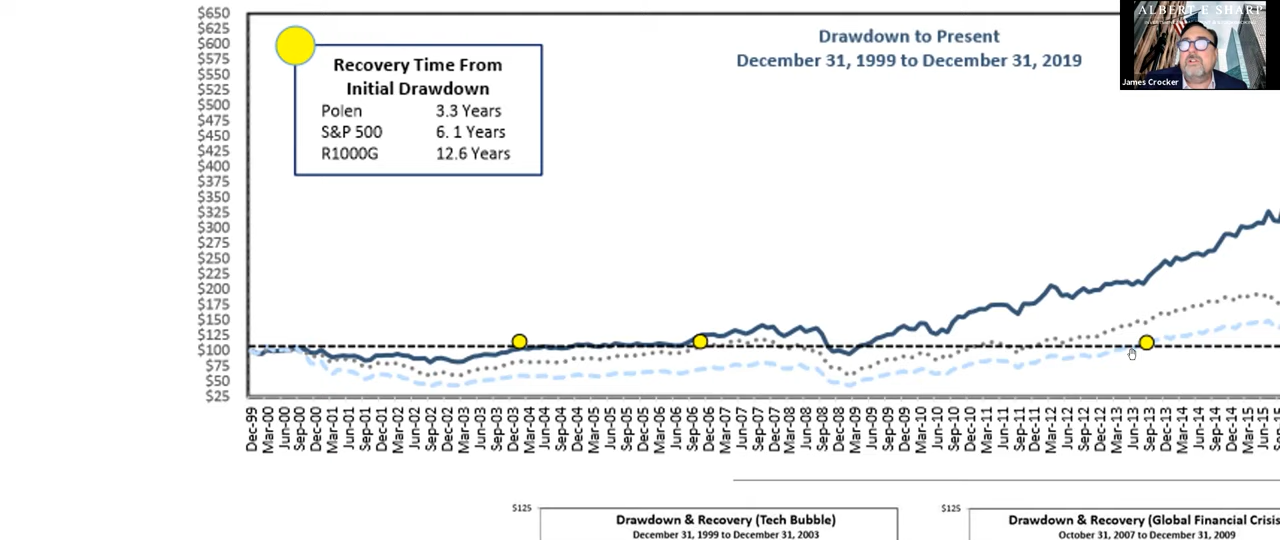 $650
$625
$600
$575
$550
$525
$500
$475
$450
$425
$400
$375
$350
$325
$300
$275
$250
$225
$200
$175
$150
$125
$100
$75
$50
$25
Drawdown to Present
December 31, 1999 to December 31, 2019
Recovery Time From
Initial Drawdown
Polen 3.3 Years
S&P 500 6. 1 Years
R1000G 12.6 Years
ALBERT E SHARP
James Crocker
Dec-99
Mar-00
Jun-00
Sep-00
Dec-00
Mar-01
Jun-01
Sep-01
Dec-01
Mar-02
Jun-02
Sep-02
Dec-02
Mar-03
Jun-03
Sep-03
Dec-03
Mar-04
Jun-04
Sep-04
Dec-04
Mar-05
Jun-05
Sep-05
Dec-05
Mar-06
Jun-06
Sep-06
Dec-06
Mar-07
Jun-07
Sep-07
Dec-07
Mar-08
Jun-08
Sep-08
Dec-08
Mar-09
Jun-09
Sep-09
Dec-09
Mar-10
Jun-10
Sep-10
Dec-10
Mar-11
Jun-11
Sep-11
Dec-11
Mar-12
Jun-12
Sep-12
Dec-12
Mar-13
Jun-13
Sep-13
Dec-13
Mar-14
Jun-14
Sep-14
Dec-14
Mar-15
Jun-15
$125
Drawdown & Recovery (Tech Bubble)
December 31, 1999 to December 31, 2003
$125
Drawdown & Recovery (Global Financial Crisis
October 31, 2007 to December 31, 2009